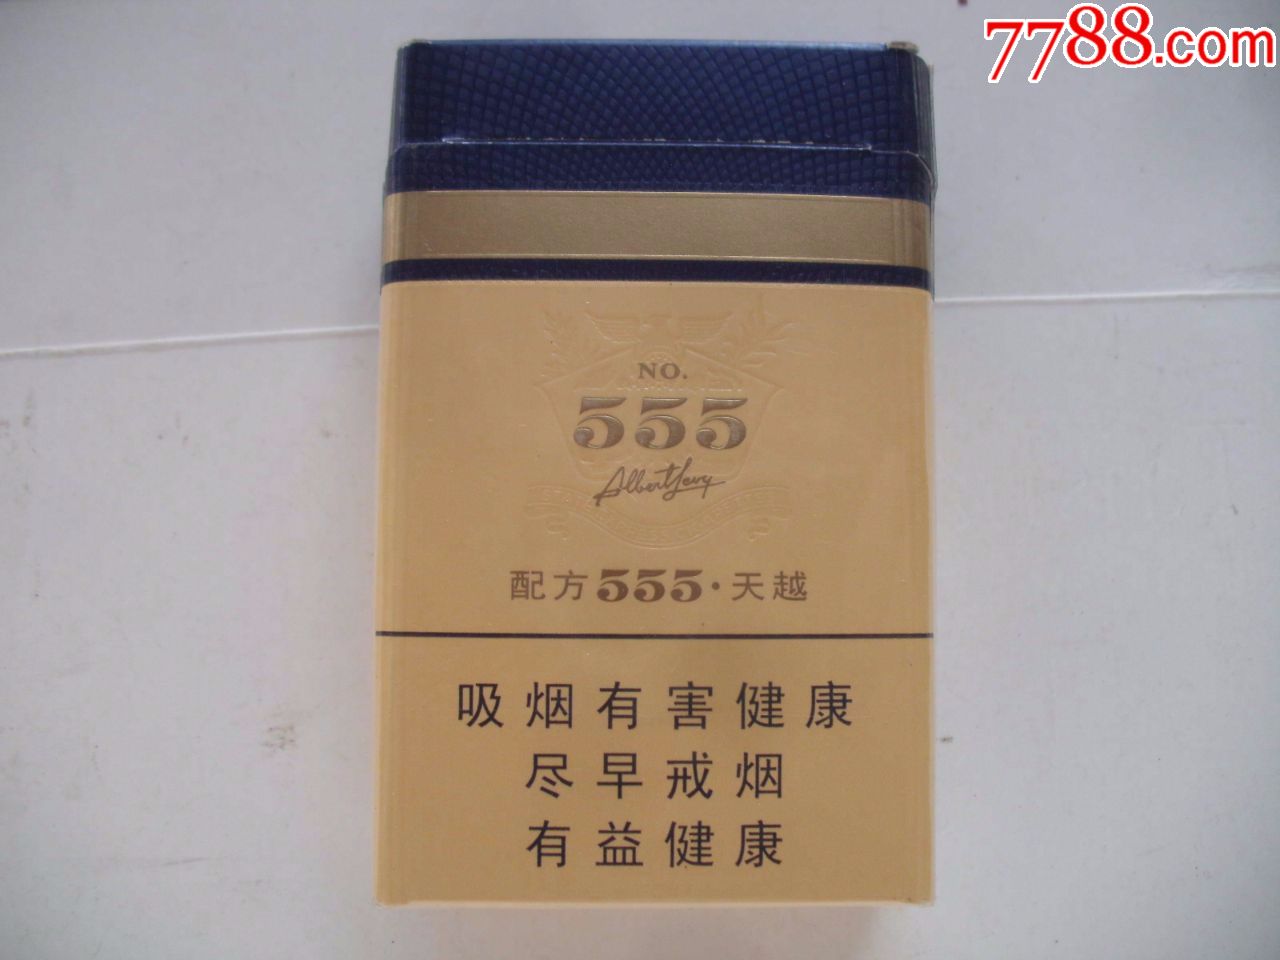 7788.com
NO.
555
Albert Levy
配方555·天越
吸烟有害健康
尽早戒烟
有益健康